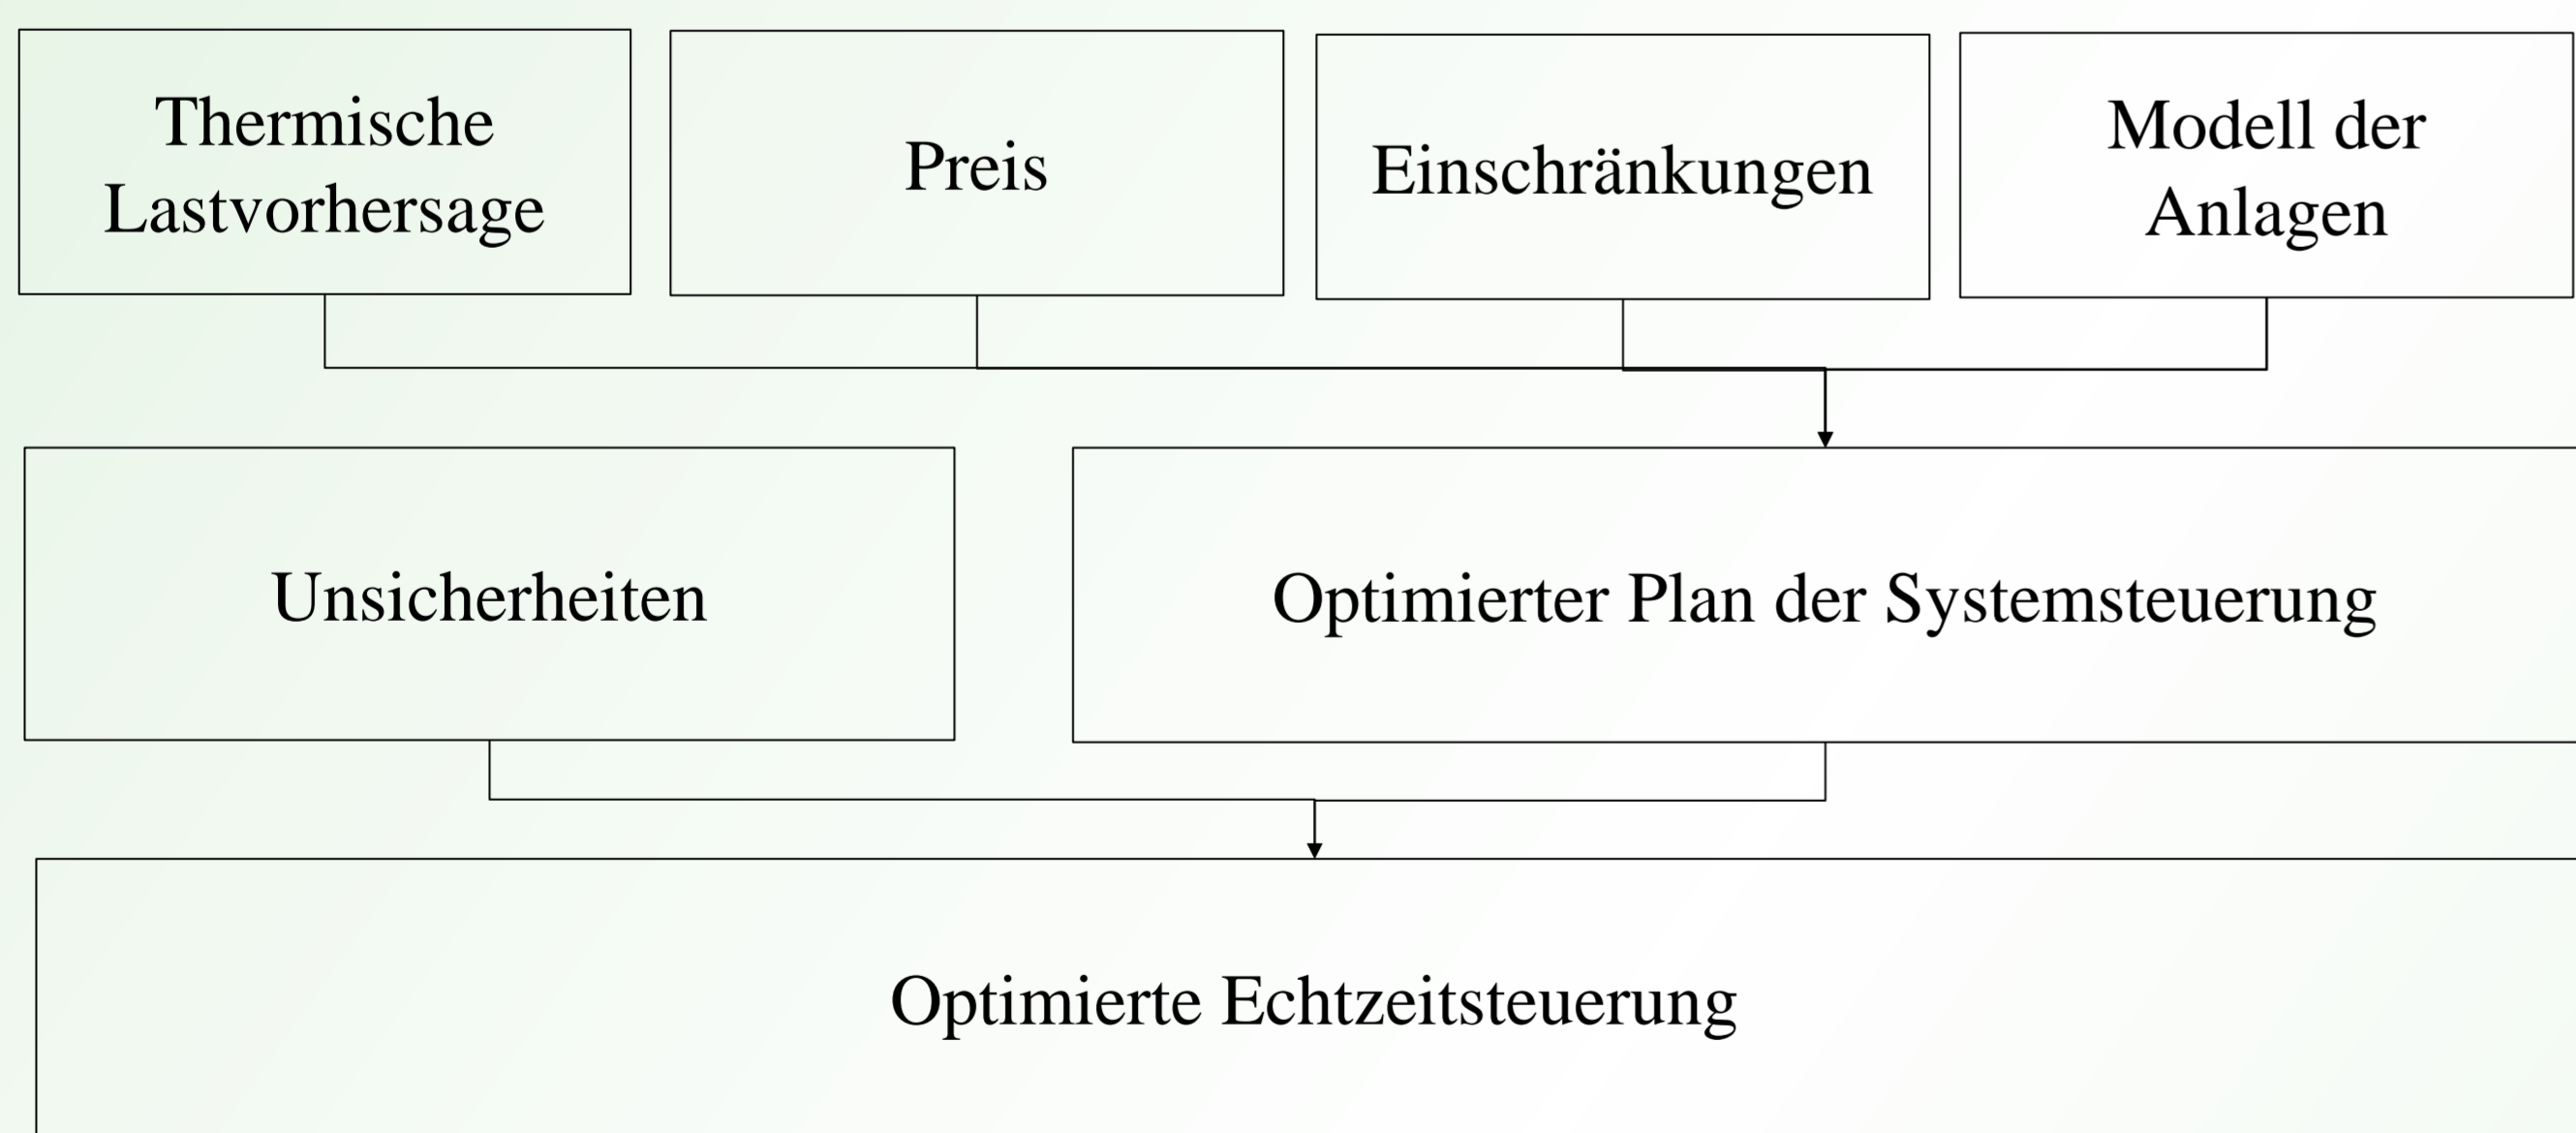 Thermische
Lastvorhersage
Preis
Einschränkungen
Modell der
Anlagen
Unsicherheiten
Optimierter Plan der Systemsteuerung
Optimierte Echtzeitsteuerung